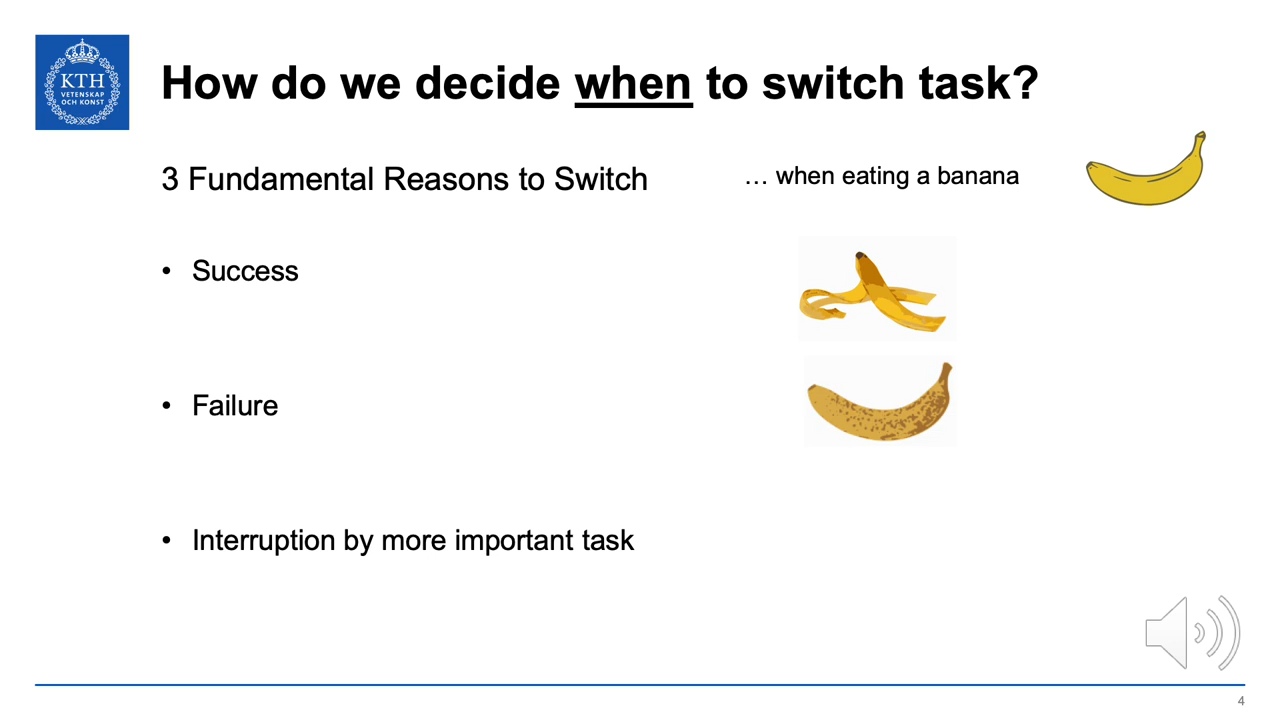 KTH
VETENSKAP
OCH KONST
How do we decide when to switch task?
3 Fundamental Reasons to Switch
… when eating a banana
• Success
• Failure
• Interruption by more important task
4